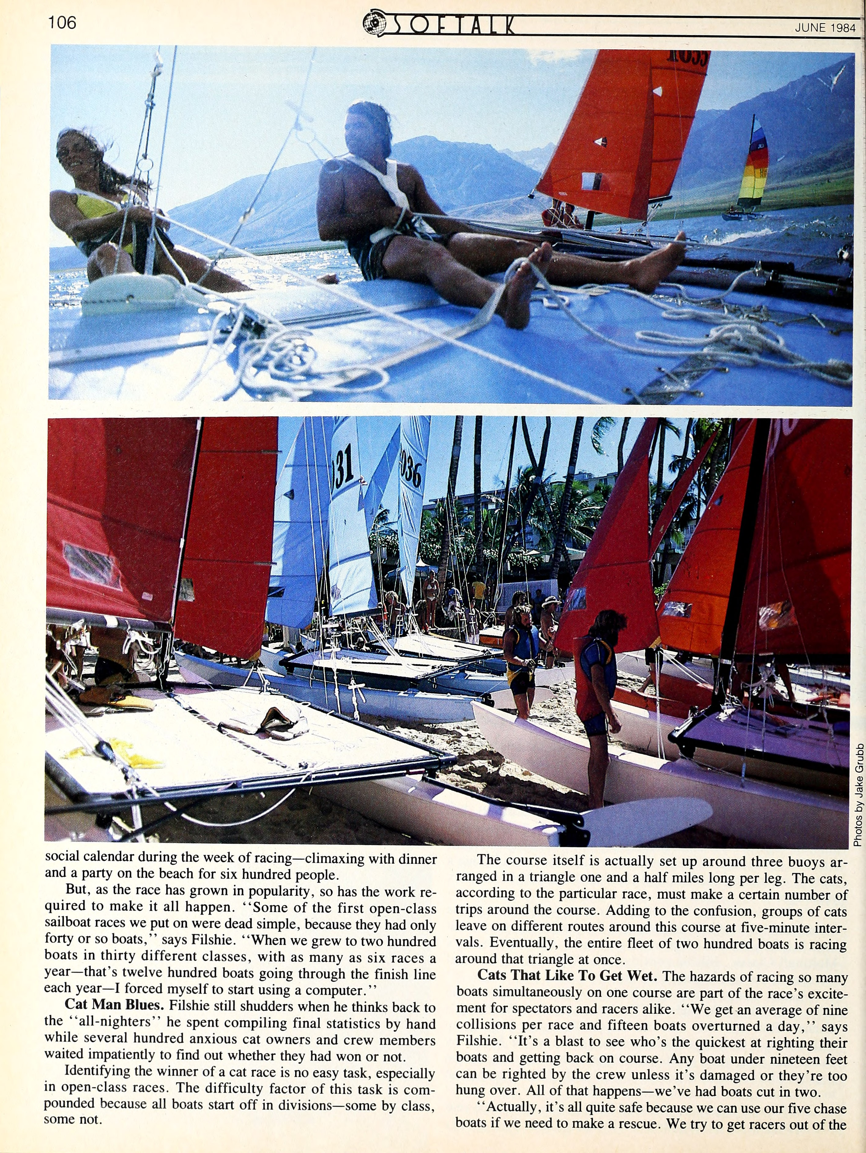 106
SOFTALK
JUNE 1984
1055
031
036
Photos by Jake Grubb
social calendar during the week of racing—climaxing with dinner
and a party on the beach for six hundred people.
But, as the race has grown in popularity, so has the work re-
quired to make it all happen. ‘‘Some of the first open-class
sailboat races we put on were dead simple, because they had only
forty or so boats,’’ says Filshie. ‘‘When we grew to two hundred
boats in thirty different classes, with as many as six races a
year—that's twelve hundred boats going through the finish line
each year—I forced myself to start using a computer.’’
Cat Man Blues. Filshie still shudders when he thinks back to
the ‘‘all-nighters’’ he spent compiling final statistics by hand
while several hundred anxious cat owners and crew members
waited impatiently to find out whether they had won or not.
Identifying the winner of a cat race is no easy task, especially
in open-class races. The difficulty factor of this task is com-
pounded because all boats start off in divisions—some by class,
some not.
The course itself is actually set up around three buoys ar-
ranged in a triangle one and a half miles long per leg. The cats,
according to the particular race, must make a certain number of
trips around the course. Adding to the confusion, groups of cats
leave on different routes around this course at five-minute inter-
vals. Eventually, the entire fleet of two hundred boats is racing
around that triangle at once.
Cats That Like To Get Wet. The hazards of racing so many
boats simultaneously on one course are part of the race's excite-
ment for spectators and racers alike. ‘‘We get an average of nine
collisions per race and fifteen boats overturned a day,’’ says
Filshie. ‘‘It's a blast to see who's the quickest at righting their
boats and getting back on course. Any boat under nineteen feet
can be righted by the crew unless it's damaged or they're too
hung over. All of that happens—we've had boats cut in two.
‘‘Actually, it's all quite safe because we can use our five chase
boats if we need to make a rescue. We try to get racers out of the